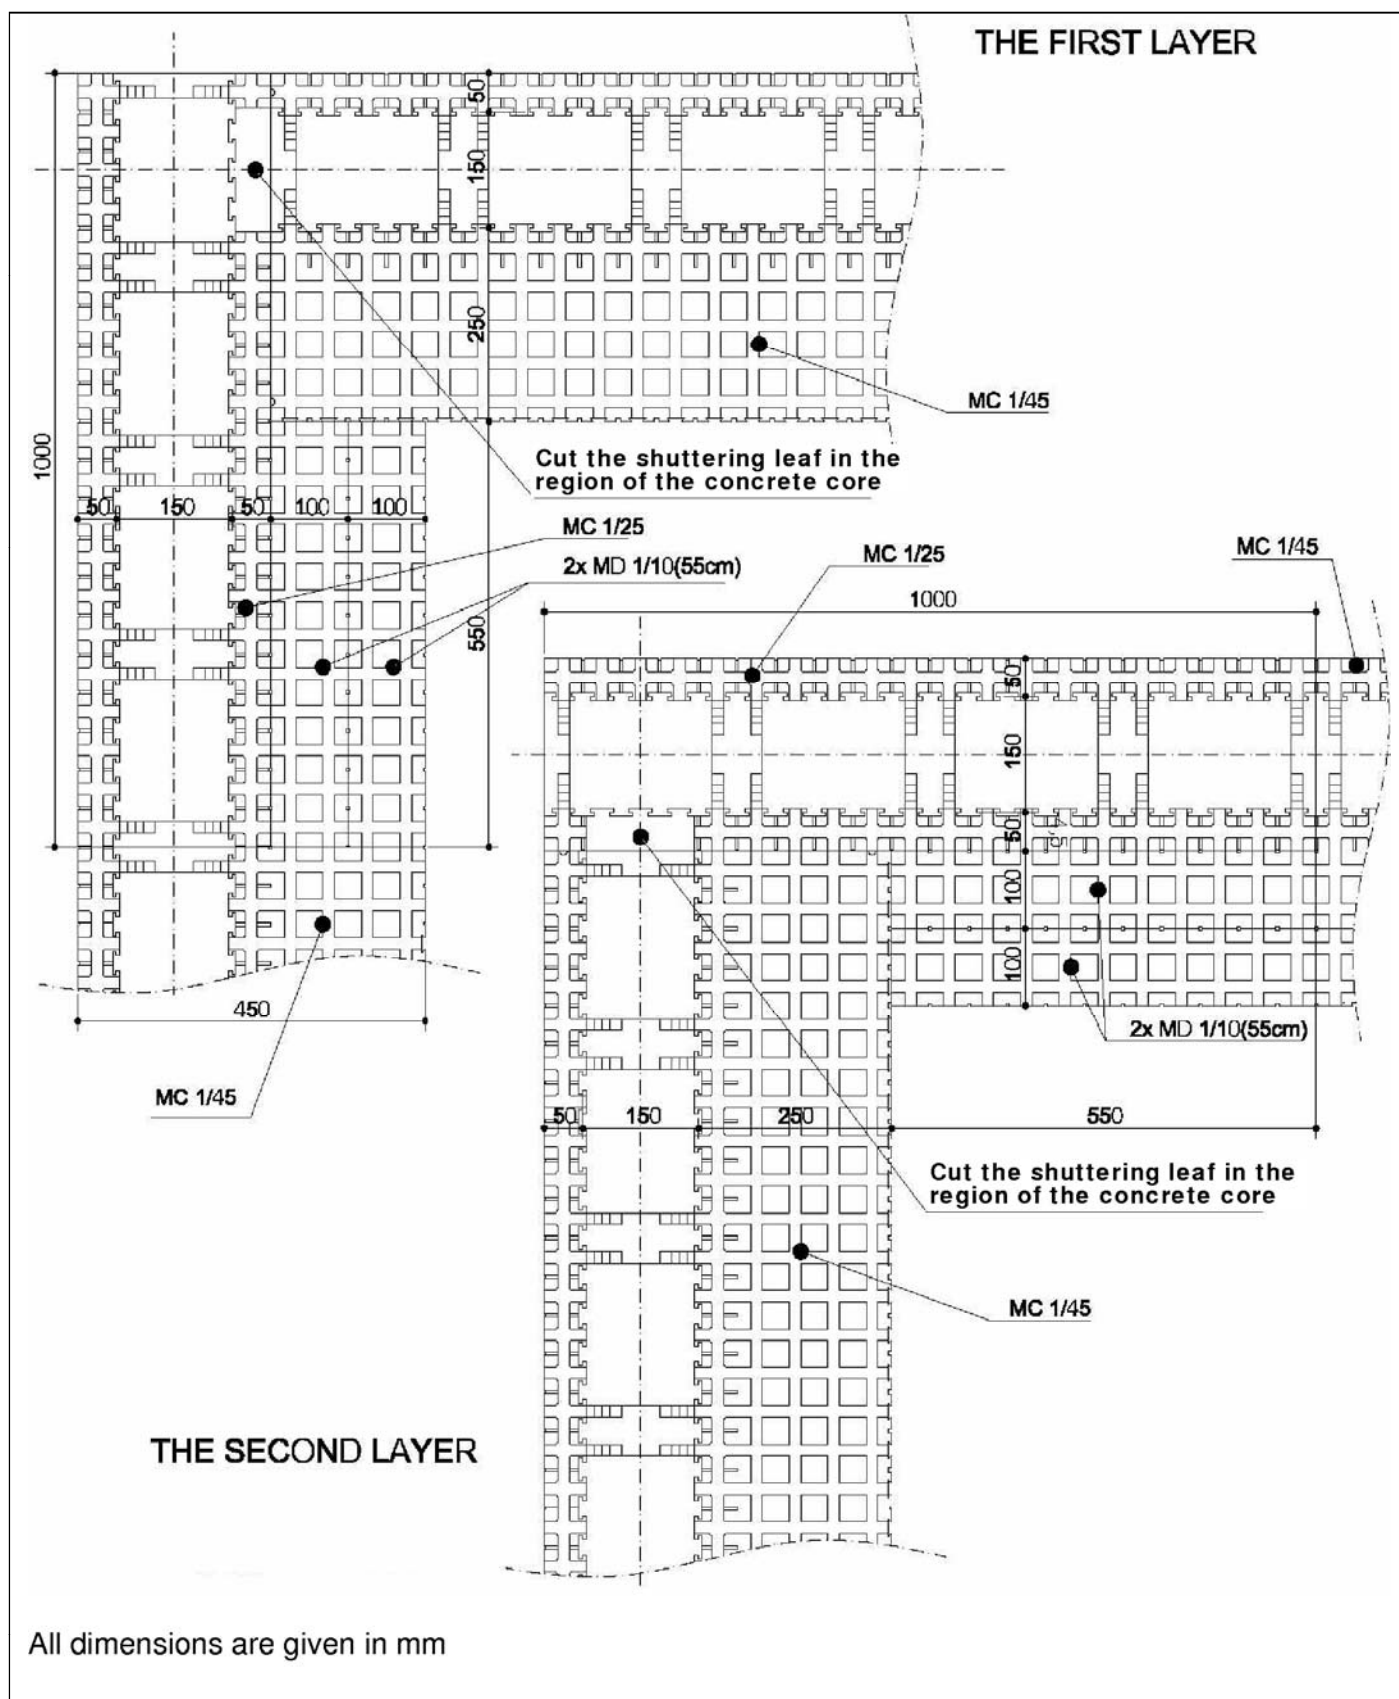 THE FIRST LAYER
50
150
250
MC 1/45
1000
Cut the shuttering leaf in the
region of the concrete core
50 150 50 100 100
MC 1/25
2x MD 1/10(55cm)
550
450
MC 1/45
MC 1/25
MC 1/45
1000
50
150
50
100
100
2x MD 1/10(55cm)
50 150 250 550
Cut the shuttering leaf in the
region of the concrete core
MC 1/45
THE SECOND LAYER
All dimensions are given in mm